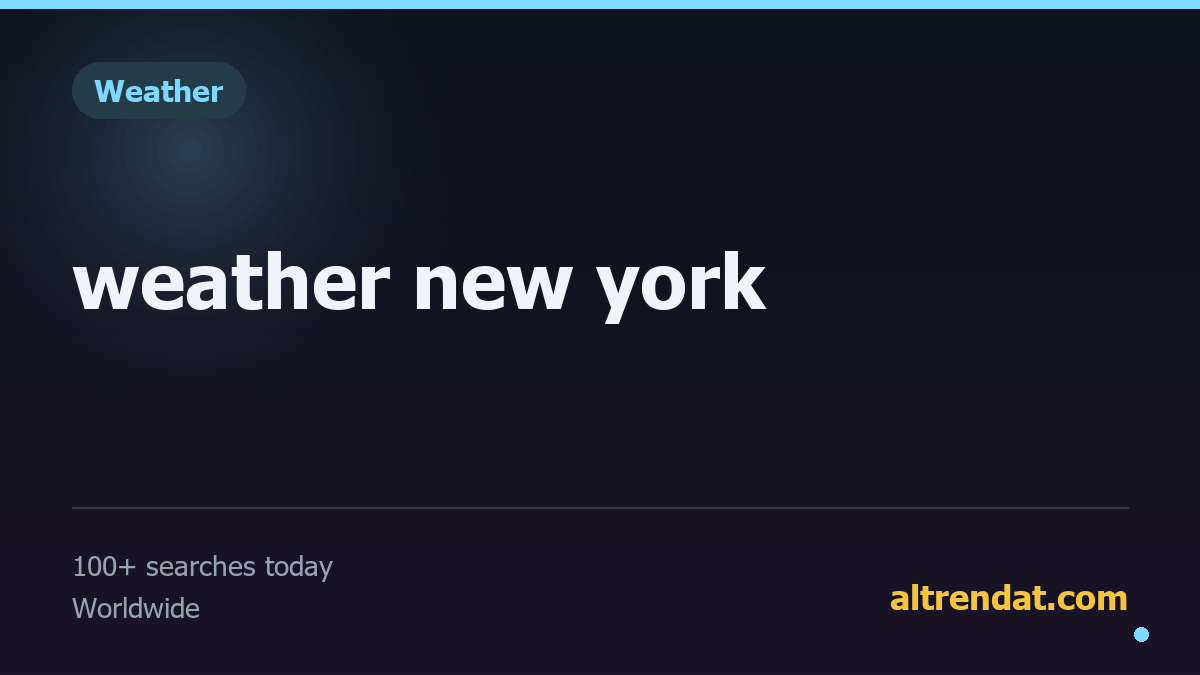 Weather
weather new york
100+ searches today
Worldwide
altrendat.com